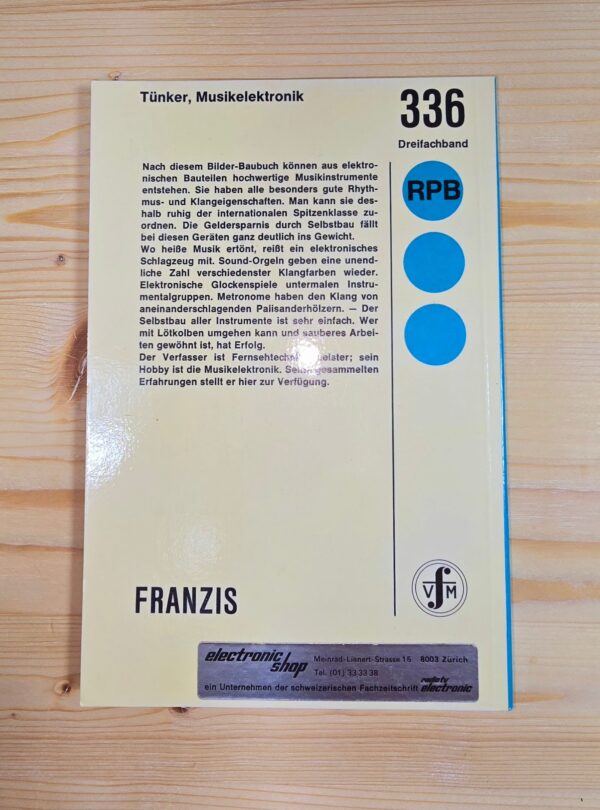 Tünker, Musikelektronik
336
Dreifachband
RPB
Nach diesem Bilder-Baubuch können aus elektro-
nischen Bauteilen hochwertige Musikinstrumente
entstehen. Sie haben alle besonders gute Rhyth-
mus- und Klangeigenschaften. Man kann sie des-
halb ruhig der internationalen Spitzenklasse zu-
ordnen. Die Geldersparnis durch Selbstbau fällt
bei diesen Geräten ganz deutlich ins Gewicht.
Wo heiße Musik ertönt, reißt ein elektronisches
Schlagzeug mit. Sound-Orgeln geben eine unend-
liche Zahl verschiedenster Klangfarben wieder.
Elektronische Glockenspiele untermalen Instru-
mentalgruppen. Metronome haben den Klang von
aneinanderschlagenden Palisanderhölzern. — Der
Selbstbau aller Instrumente ist sehr einfach. Wer
mit Lötkolben umgehen kann und sauberes Arbei-
ten gewöhnt ist, hat Erfolg.
Der Verfasser ist sein
Hobby ist die Musikelektronik. gesammelten
Erfahrungen stellt er hier zur Verfügung.
FRANZIS
VfM
electronic shop
Meinrad-Lienert-Strasse 15 8003 Zürich
Tel. (01) 33 33 38
ein Unternehmen der schweizerischen Fachzeitschrift radio tv electronic